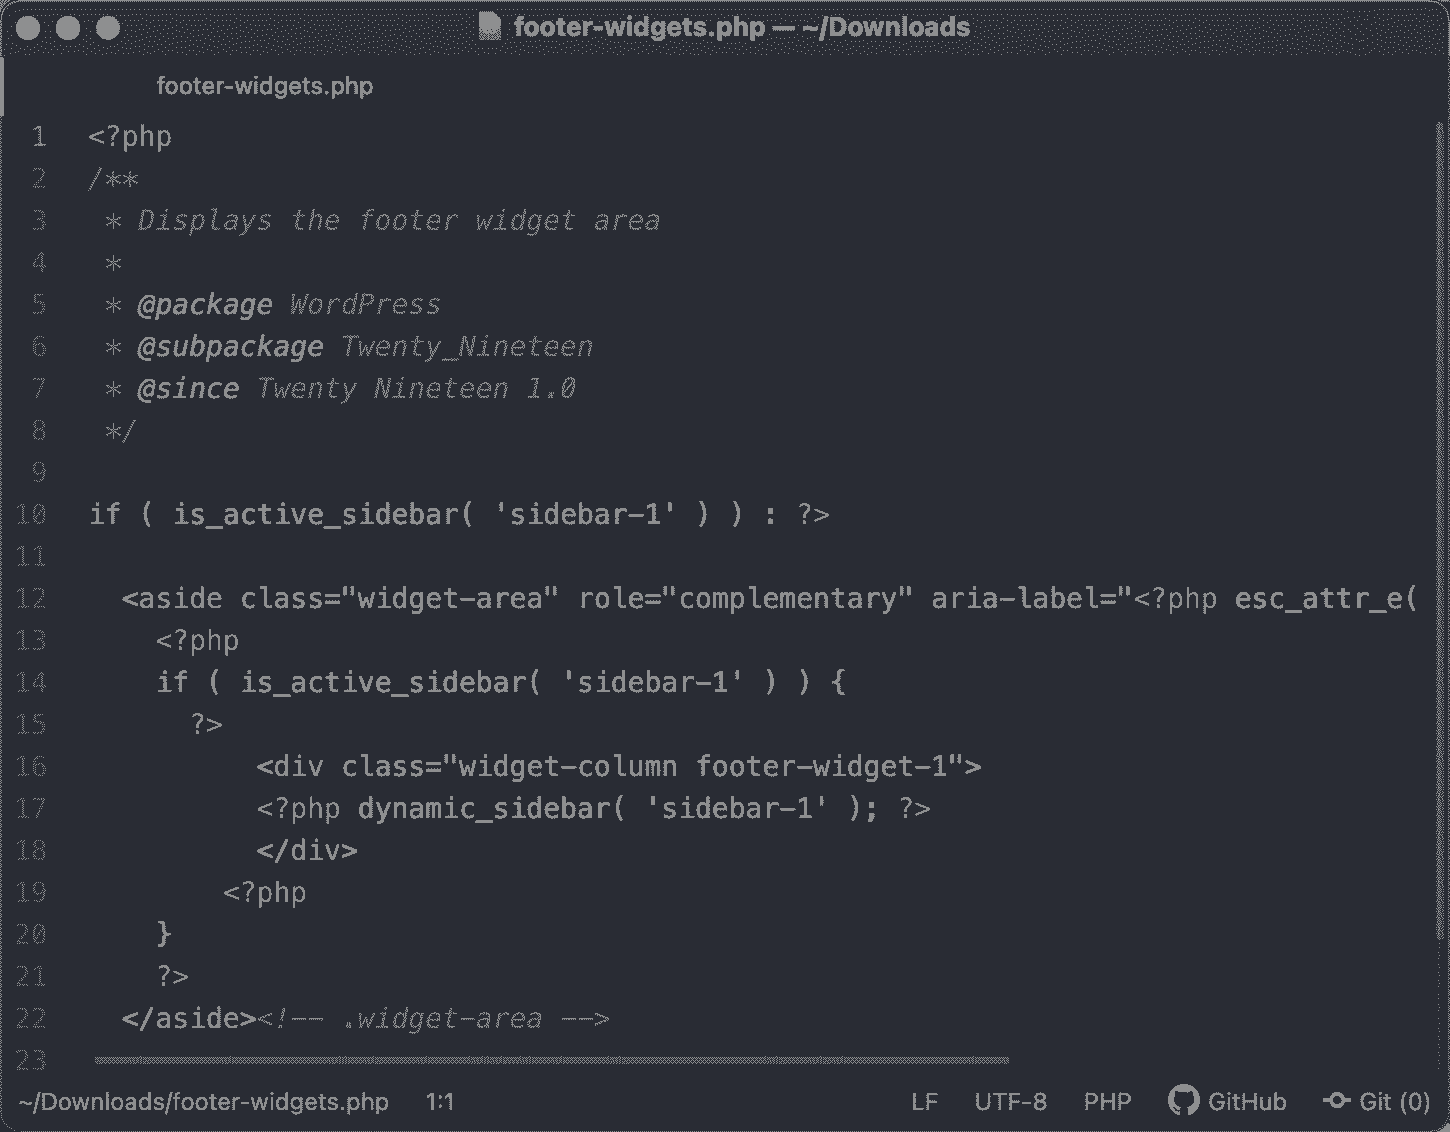 footer-widgets.php — ~/Downloads
footer-widgets.php
1 <?php
2 /**
3  * Displays the footer widget area
4  *
5  * @package WordPress
6  * @subpackage Twenty_Nineteen
7  * @since Twenty Nineteen 1.0
8  */
9
10 if ( is_active_sidebar( 'sidebar-1' ) ) : ?>
11
12   <aside class="widget-area" role="complementary" aria-label="<?php esc_attr_e(
13     <?php
14     if ( is_active_sidebar( 'sidebar-1' ) ) {
15       ?>
16           <div class="widget-column footer-widget-1">
17           <?php dynamic_sidebar( 'sidebar-1' ); ?>
18           </div>
19         <?php
20     }
21     ?>
22   </aside><!-- .widget-area -->
23
~/Downloads/footer-widgets.php 1:1 LF UTF-8 PHP GitHub Git (0)